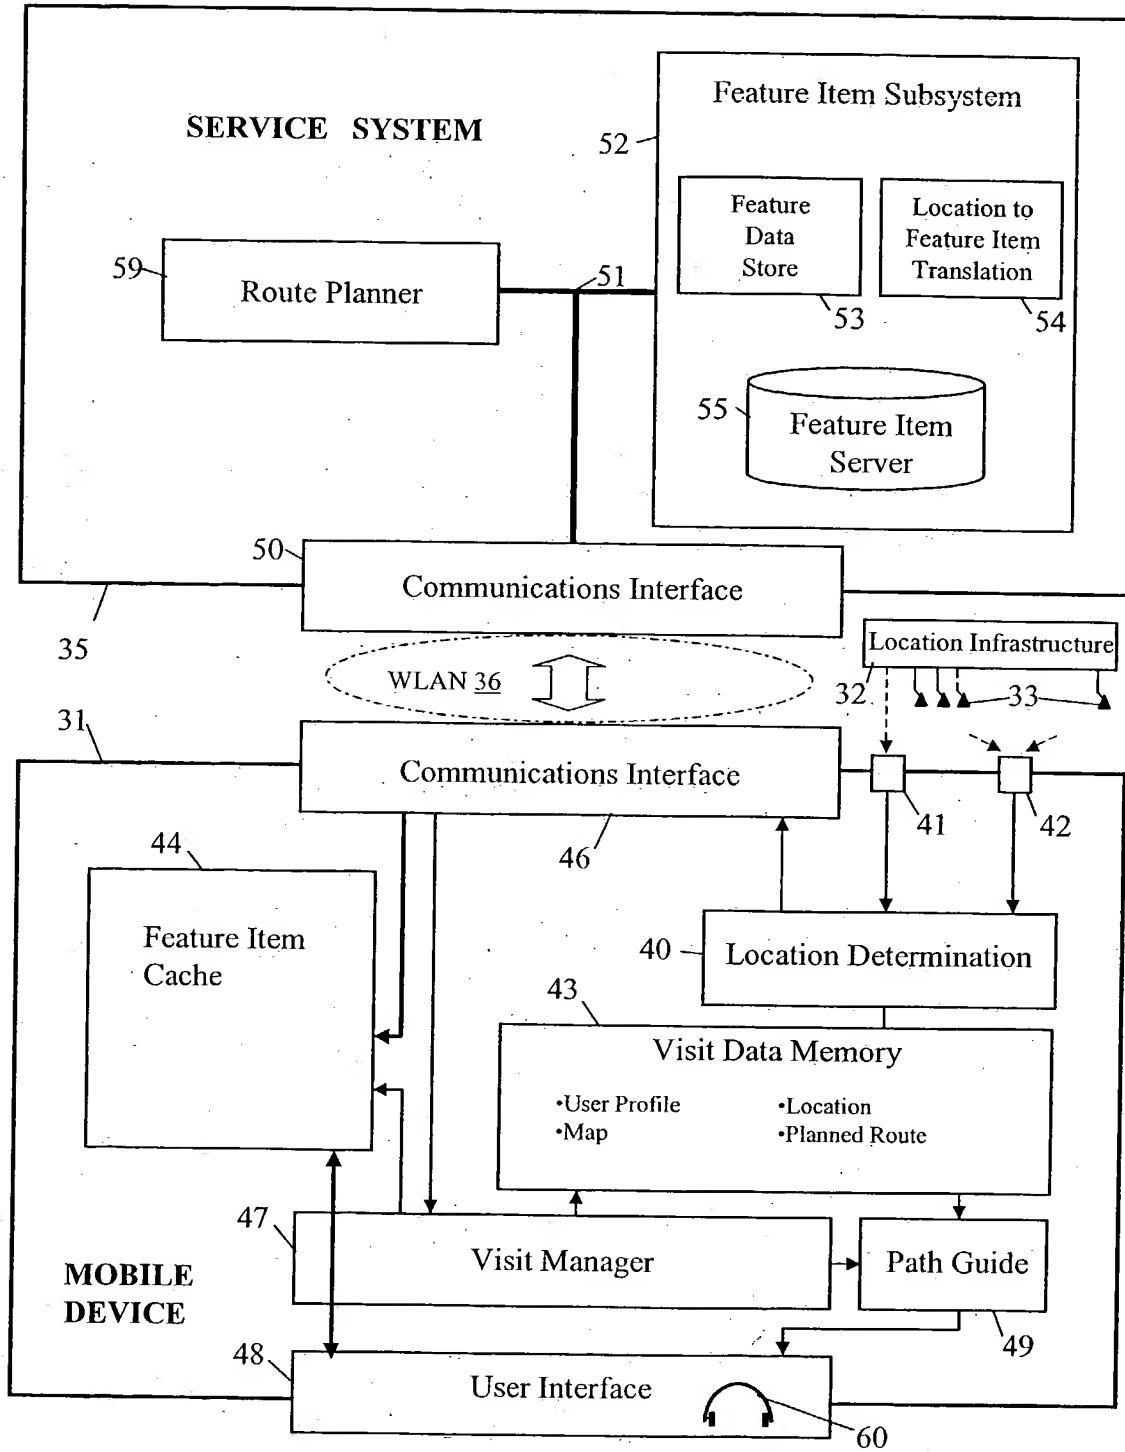 Feature Item Subsystem
52
SERVICE SYSTEM
Feature
Data
Store
53
Location to
Feature Item
Translation
54
59
Route Planner
51
55
Feature Item
Server
50
Communications Interface
35
WLAN 36
Location Infrastructure
32
33
31
Communications Interface
41
42
46
44
Feature Item
Cache
40
Location Determination
43
Visit Data Memory
•User Profile
•Map
•Location
•Planned Route
47
Visit Manager
Path Guide
49
MOBILE
DEVICE
48
User Interface
60